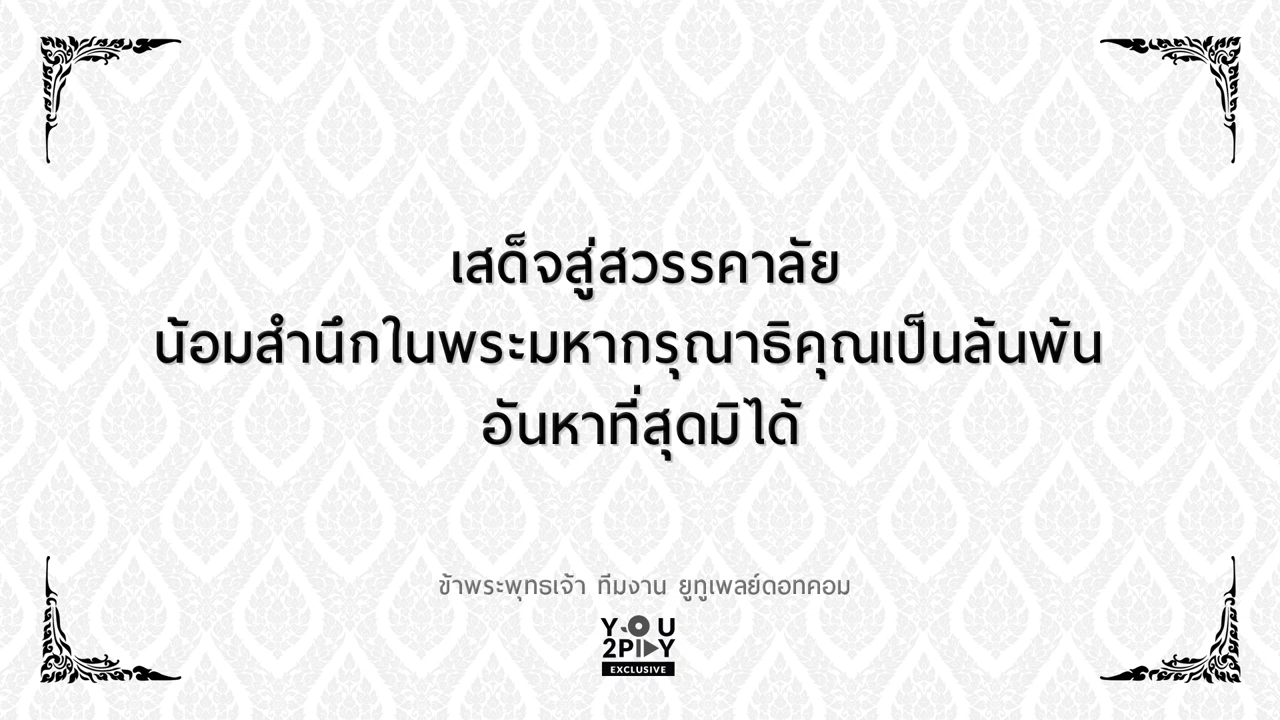 เสด็จสู่สวรรคาลัย
น้อมสำนึกในพระมหากรุณาธิคุณเป็นล้นพ้น
อันหาที่สุดมิได้
ข้าพระพุทธเจ้า ทีมงาน ยูทูเพลย์ดอทคอม
YOU
2PLAY
EXCLUSIVE